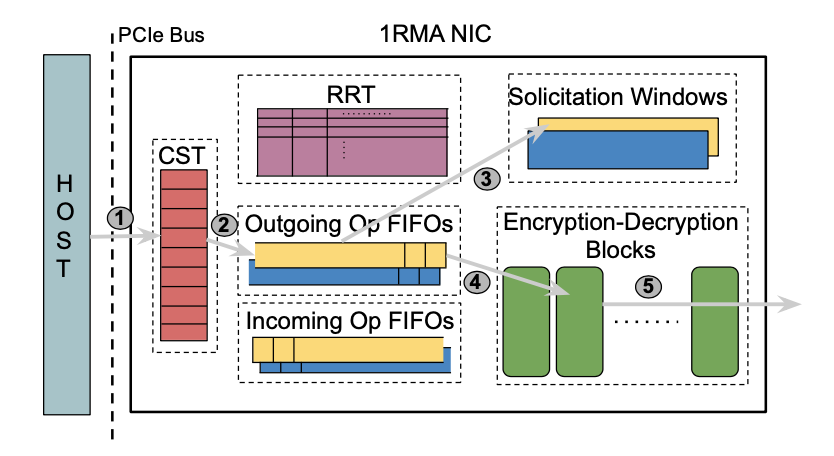 PCIe Bus
1RMA NIC
RRT
Solicitation Windows
CST
HOST
1
2
3
Outgoing Op FIFOs
Encryption-Decryption
Blocks
4
5
Incoming Op FIFOs